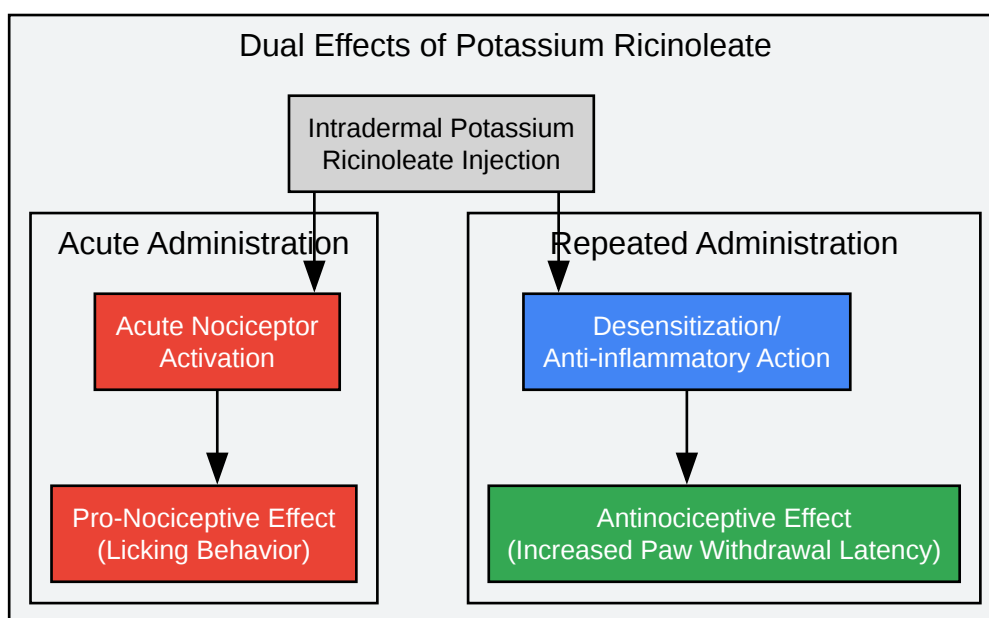 Dual Effects of Potassium Ricinoleate
Intradermal Potassium
Ricinoleate Injection
Acute Administration
Acute Nociceptor
Activation
Pro-Nociceptive Effect
(Licking Behavior)
Repeated Administration
Desensitization/
Anti-inflammatory Action
Antinociceptive Effect
(Increased Paw Withdrawal Latency)